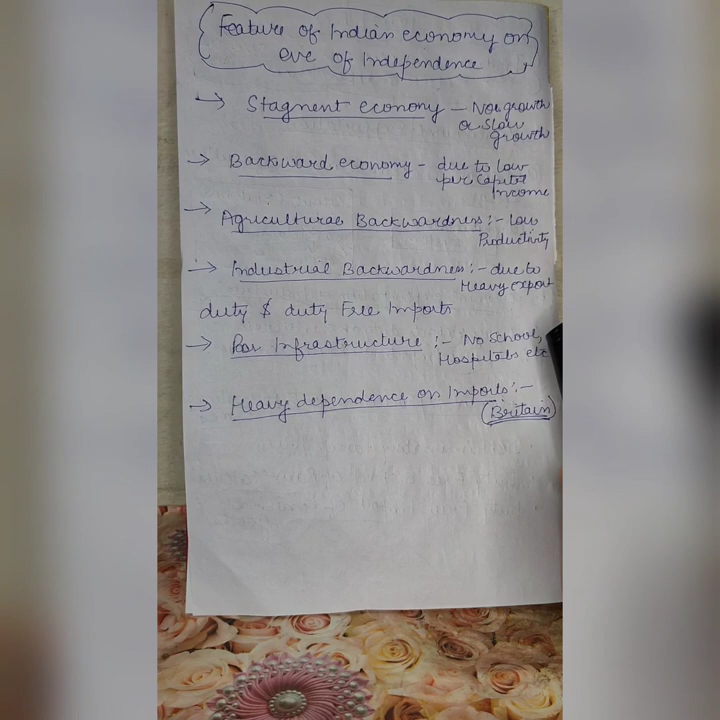 Feature of Indian economy on
eve of Independence
→ Stagnent economy – No growth
or slow
growth
→ Backward economy - due to low
per Capital
Income
→ Agricultural Backwardness :- low
Productivity
→ Industrial Backwardness :- due to
Heavy export
duty & duty Free Imports
→ Poor Infrastructure :- No School,
Hospitals etc
→ Heavy dependence on Imports :-
(Britain)